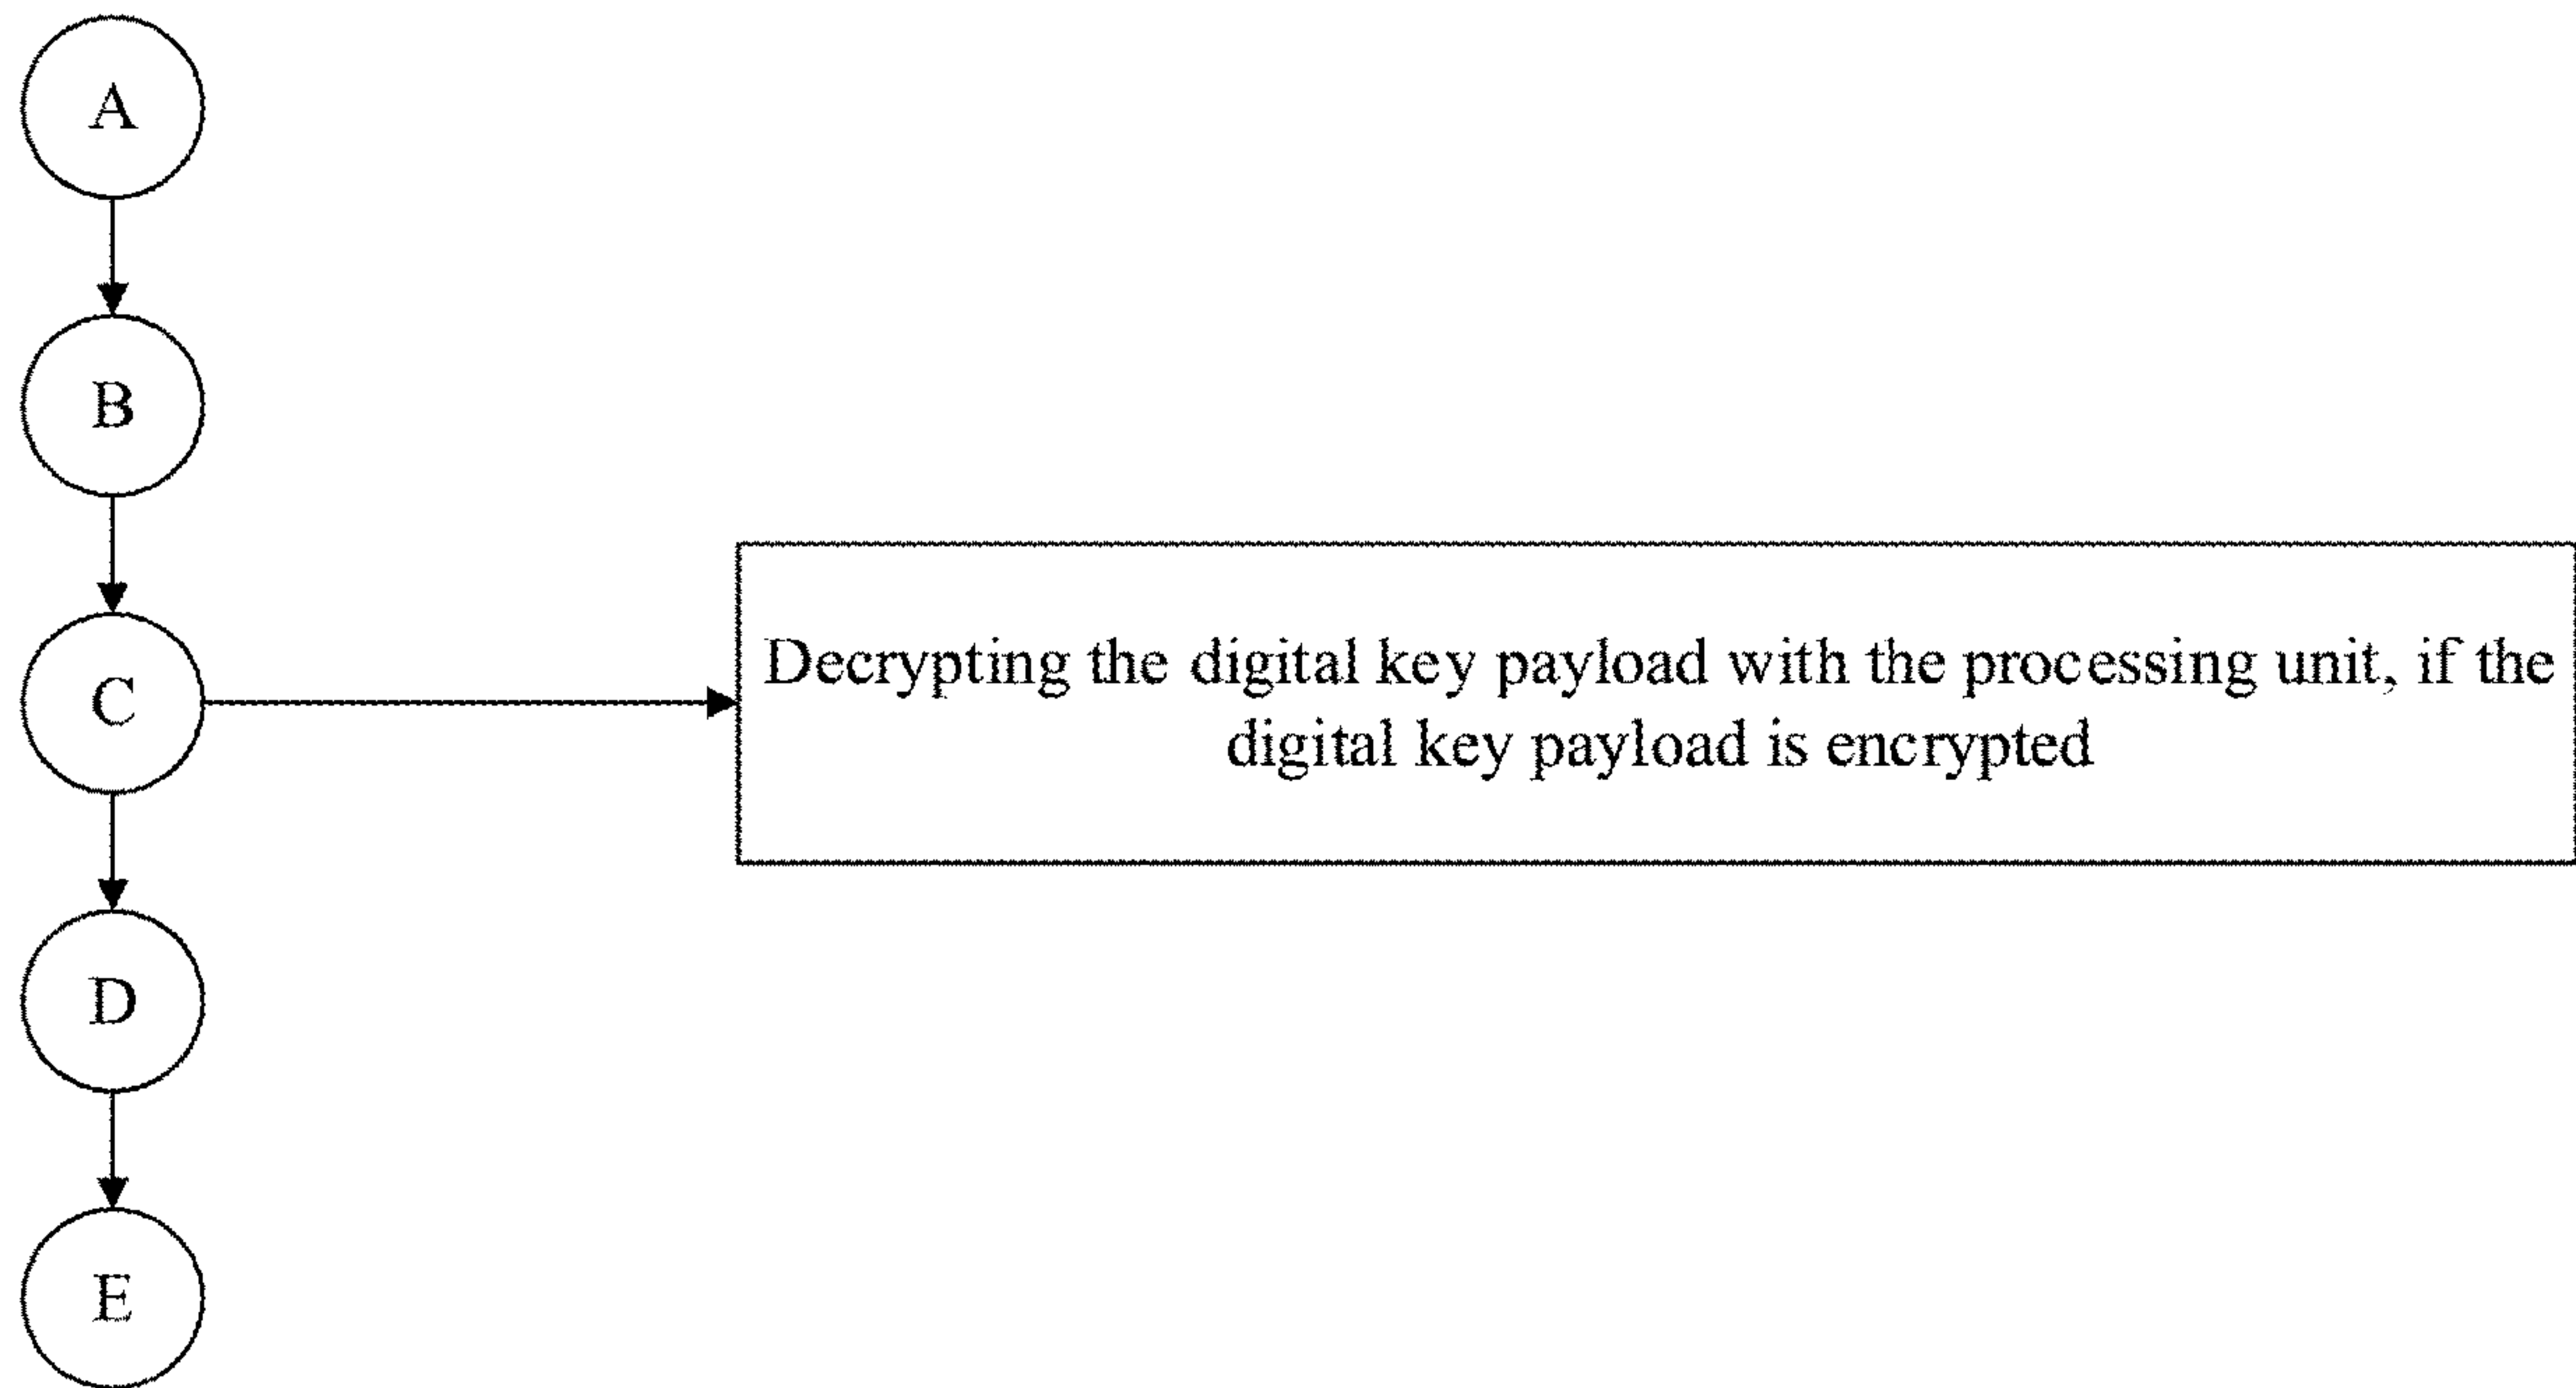 A
B
C
Decrypting the digital key payload with the processing unit, if the
digital key payload is encrypted
D
E